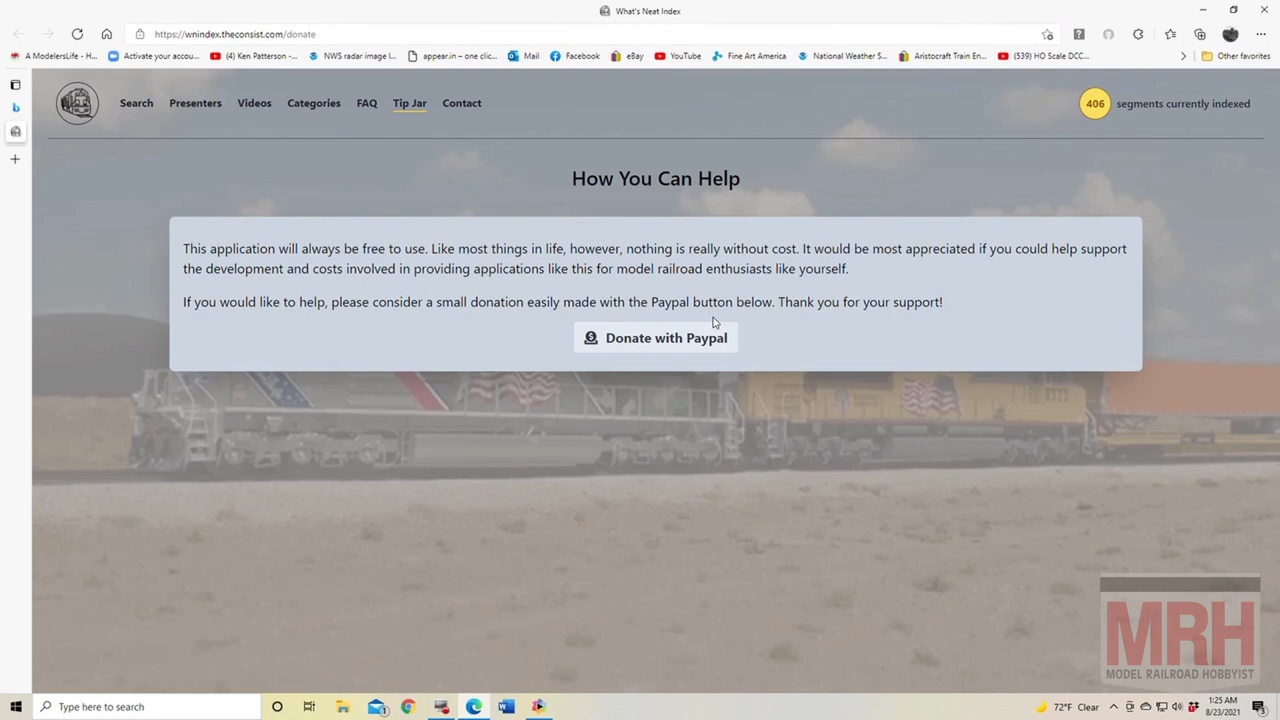 What's Neat Index
https://wnindex.theconsist.com/donate
A ModelersLife - H...
Activate your accou...
(4) Ken Patterson -...
NWS radar image l...
appear.in – one clic...
Mail
Facebook
eBay
YouTube
Fine Art America
National Weather S...
Aristocraft Train En...
(539) HO Scale DCC...
Other favorites
Search
Presenters
Videos
Categories
FAQ
Tip Jar
Contact
406 segments currently indexed
How You Can Help
This application will always be free to use. Like most things in life, however, nothing is really without cost. It would be most appreciated if you could help support
the development and costs involved in providing applications like this for model railroad enthusiasts like yourself.
If you would like to help, please consider a small donation easily made with the Paypal button below. Thank you for your support!
Donate with Paypal
MRH
MODEL RAILROAD HOBBYIST
Type here to search
72°F Clear
1:25 AM
8/23/2021